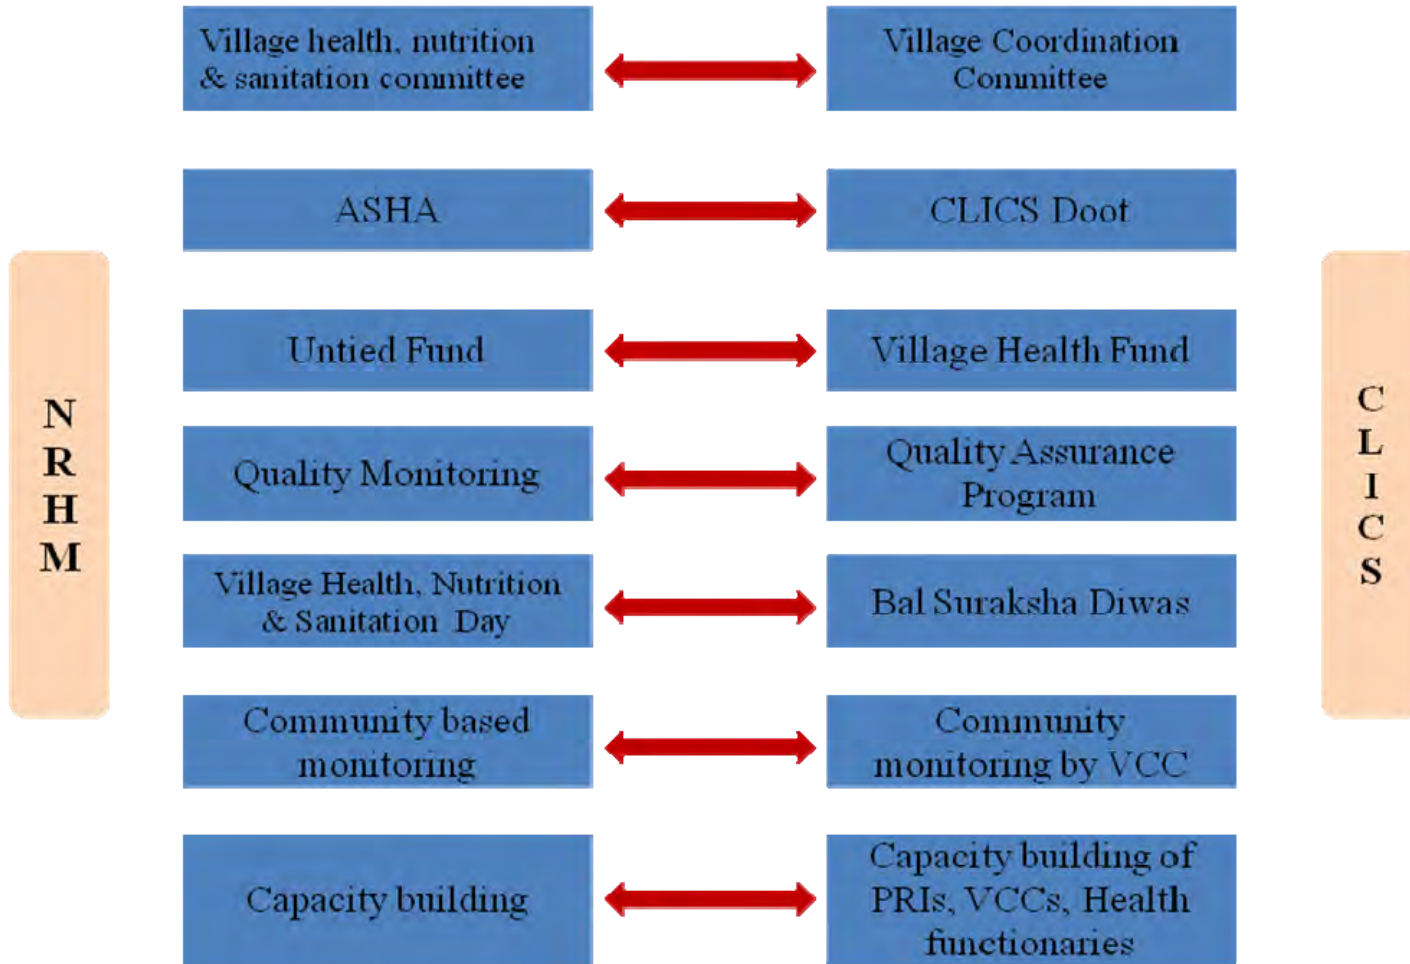 N
R
H
M
Village health, nutrition
& sanitation committee
Village Coordination
Committee
ASHA
CLICS Doot
Untied Fund
Village Health Fund
Quality Monitoring
Quality Assurance
Program
Village Health, Nutrition
& Sanitation Day
Bal Suraksha Diwas
Community based
monitoring
Community
monitoring by VCC
Capacity building
Capacity building of
PRIs, VCCs, Health
functionaries
C
L
I
C
S